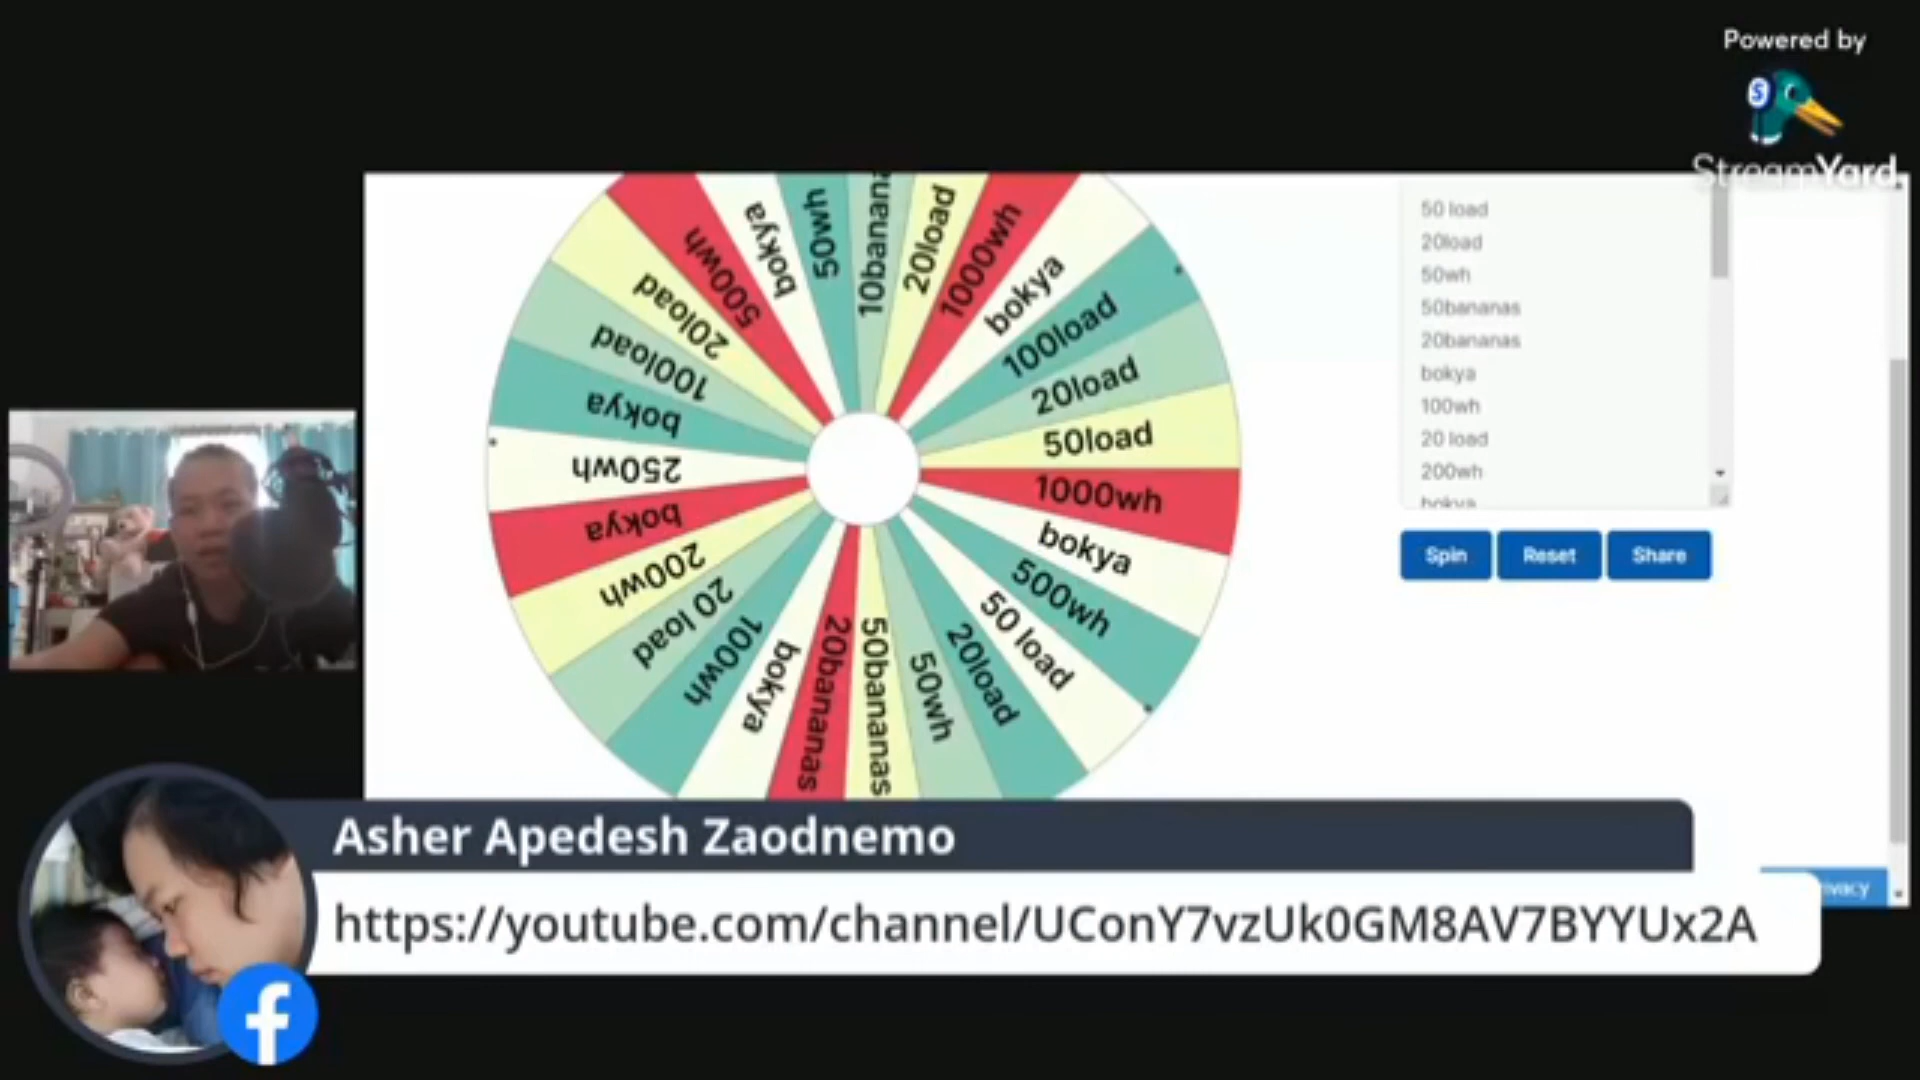 Powered by
StreamYard
50wh
10banana
20load
1000wh
bokya
100load
20load
50load
1000wh
bokya
500wh
50 load
20load
50wh
50bananas
20bananas
bokya
100wh
20 load
200wh
bokya
250wh
bokya
100load
20load
500wh
bokya
50 load
20load
50wh
50bananas
20bananas
bokya
100wh
20 load
200wh
bokya
Spin
Reset
Share
Asher Apedesh Zaodnemo
https://youtube.com/channel/UConY7vzUk0GM8AV7BYYUx2A